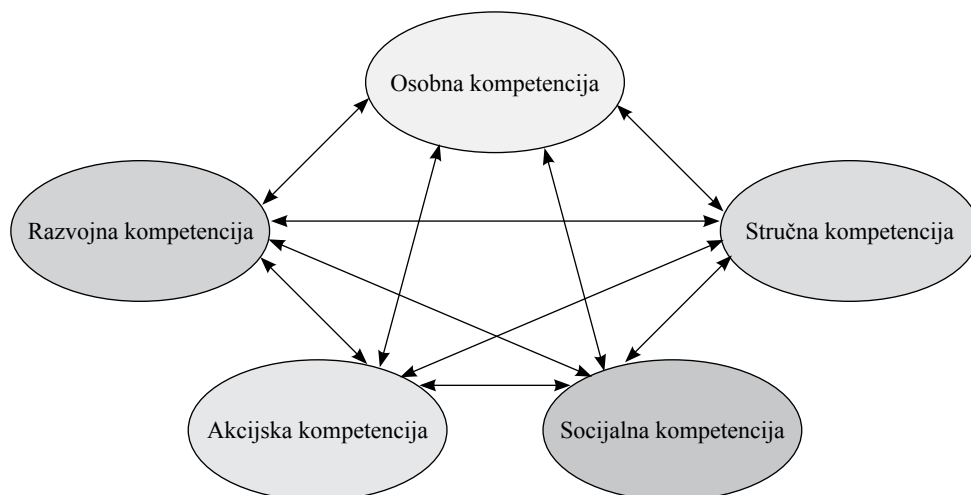 Osobna kompetencija
Razvojna kompetencija
Stručna kompetencija
Akcijska kompetencija
Socijalna kompetencija